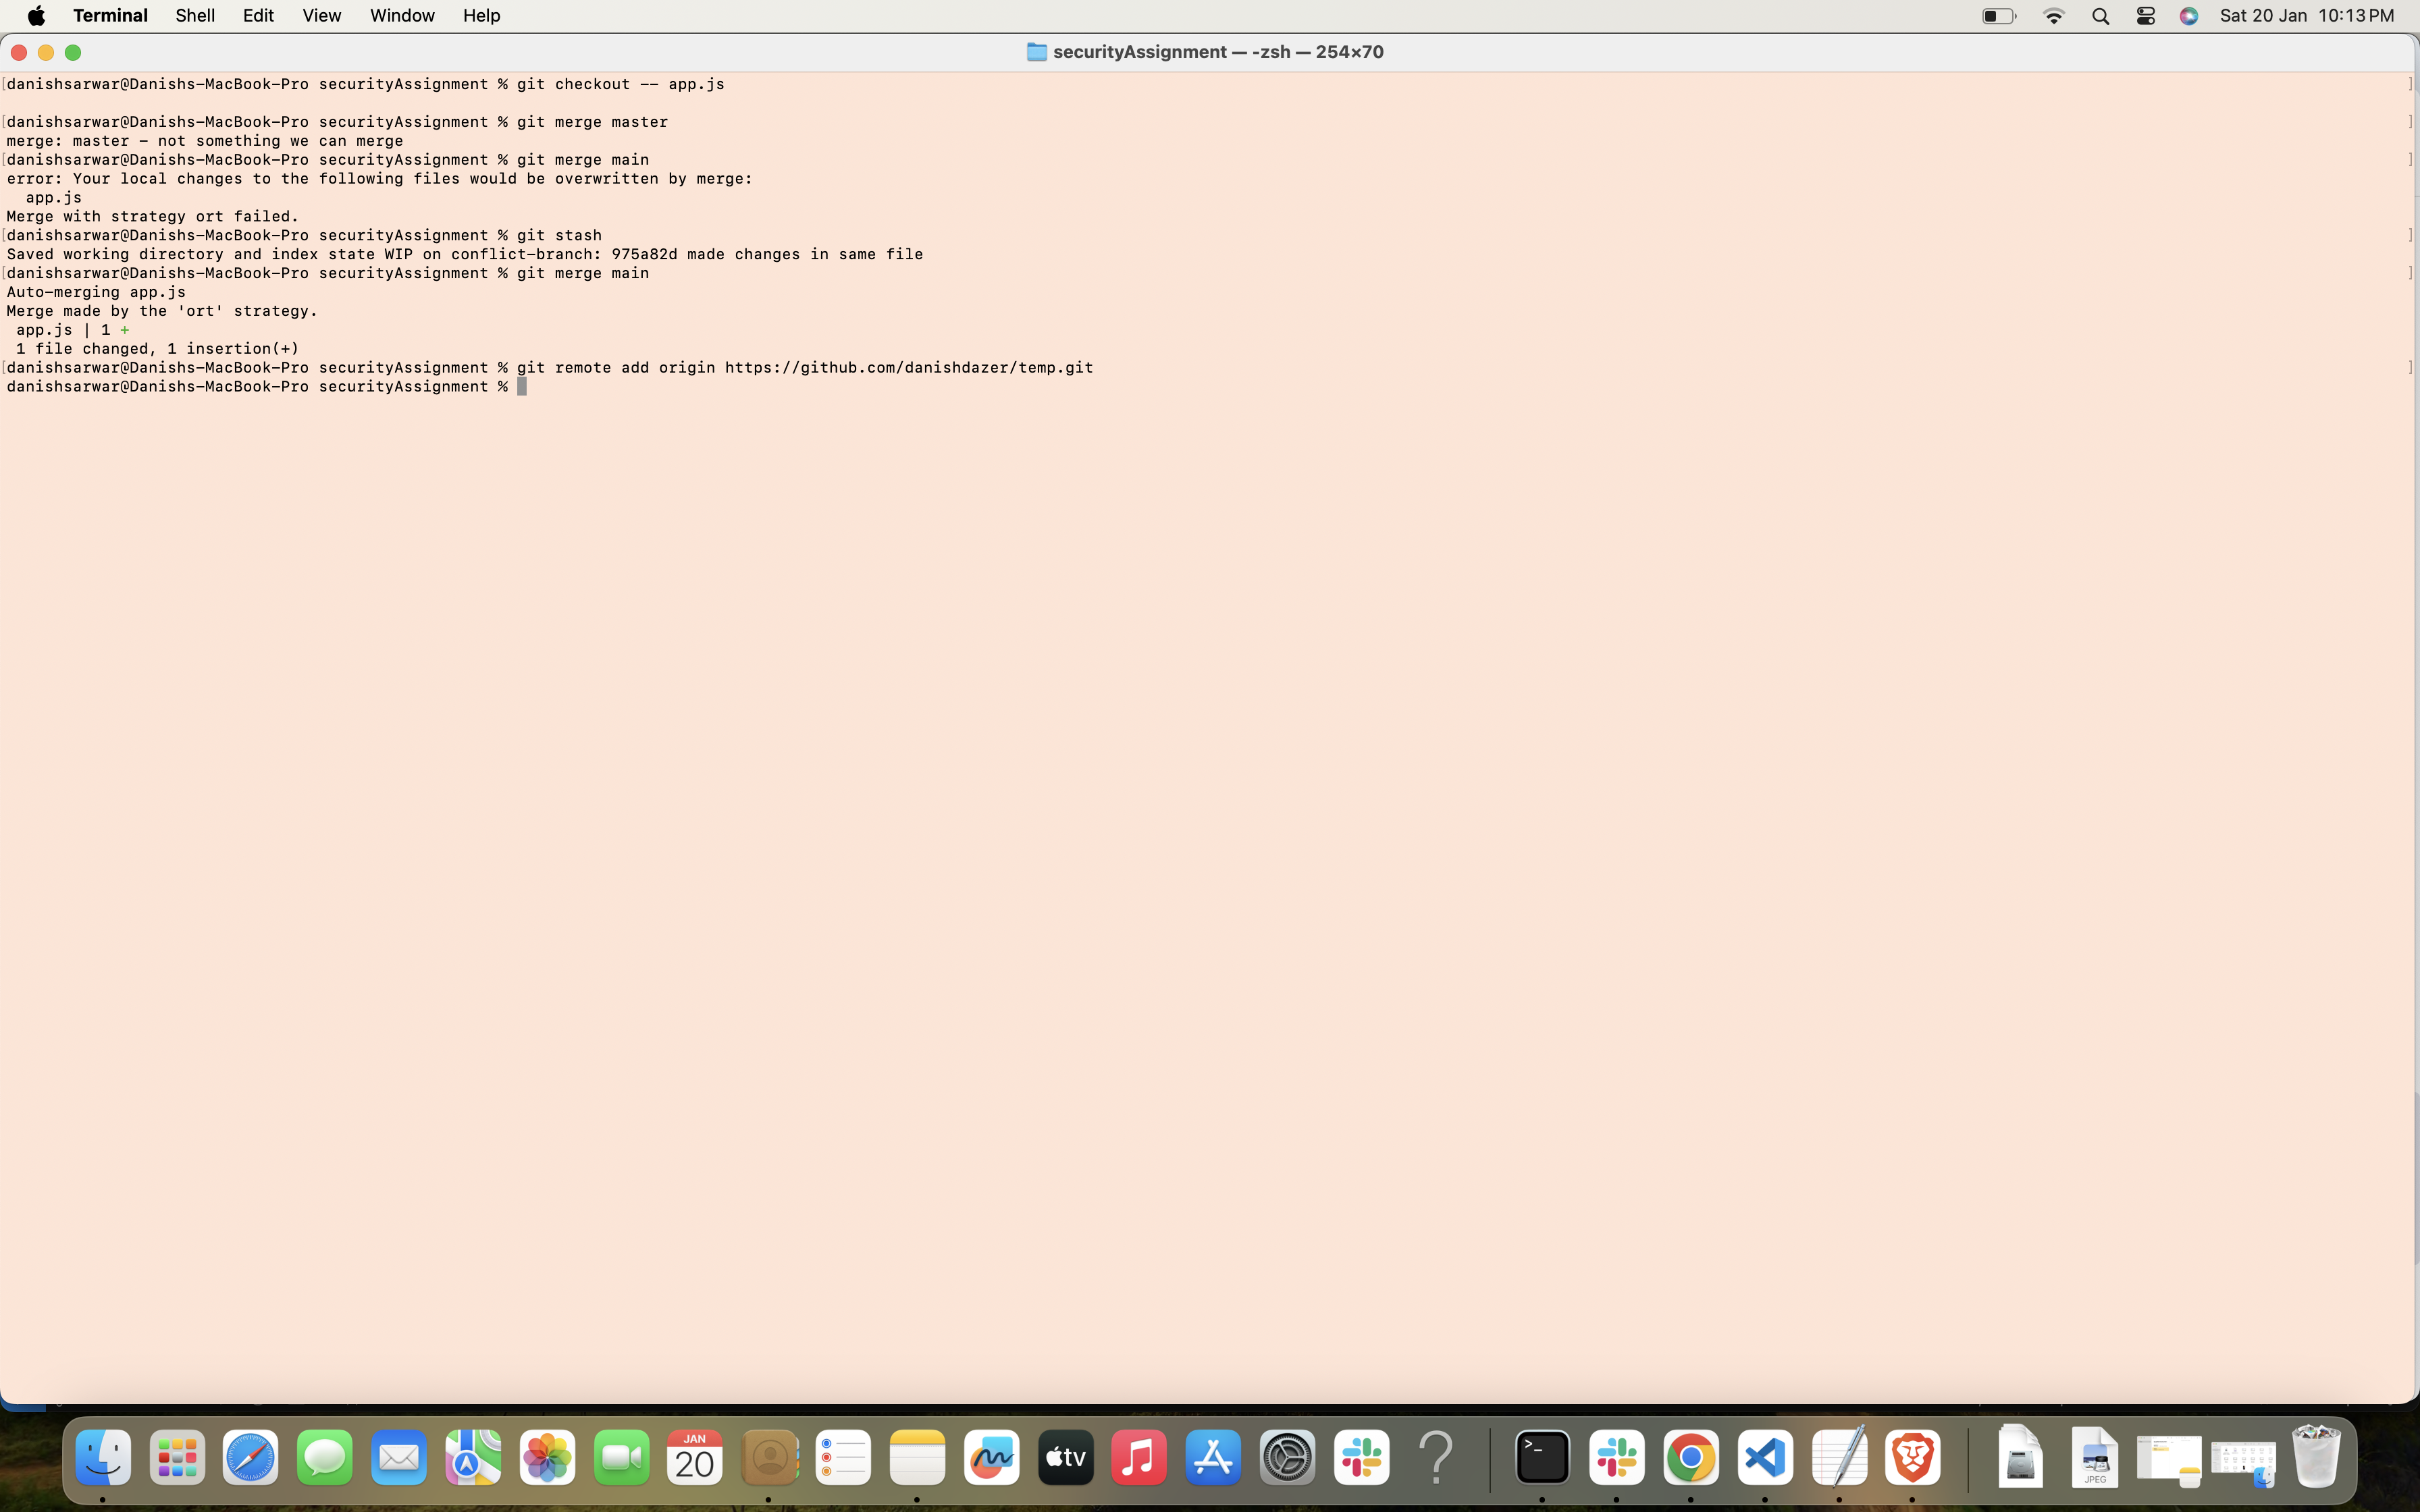 Terminal Shell Edit View Window Help Sat 20 Jan 10:13 PM
securityAssignment — -zsh — 254×70
[danishsarwar@Danishs-MacBook-Pro securityAssignment % git checkout -- app.js ]
[danishsarwar@Danishs-MacBook-Pro securityAssignment % git merge master ]
merge: master - not something we can merge
[danishsarwar@Danishs-MacBook-Pro securityAssignment % git merge main ]
error: Your local changes to the following files would be overwritten by merge:
app.js
Merge with strategy ort failed.
[danishsarwar@Danishs-MacBook-Pro securityAssignment % git stash ]
Saved working directory and index state WIP on conflict-branch: 975a82d made changes in same file
[danishsarwar@Danishs-MacBook-Pro securityAssignment % git merge main ]
Auto-merging app.js
Merge made by the 'ort' strategy.
app.js | 1 +
1 file changed, 1 insertion(+)
[danishsarwar@Danishs-MacBook-Pro securityAssignment % git remote add origin https://github.com/danishdazer/temp.git ]
danishsarwar@Danishs-MacBook-Pro securityAssignment %
JAN
20
tv
>_
?
JPEG